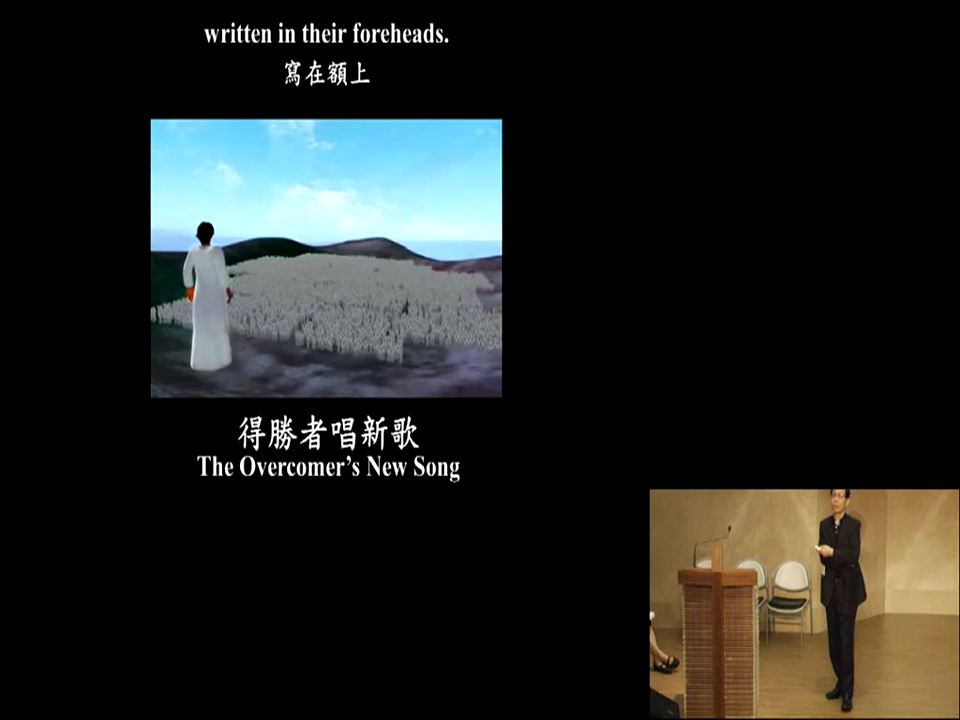 written in their foreheads.
寫在額上
得勝者唱新歌
The Overcomer's New Song